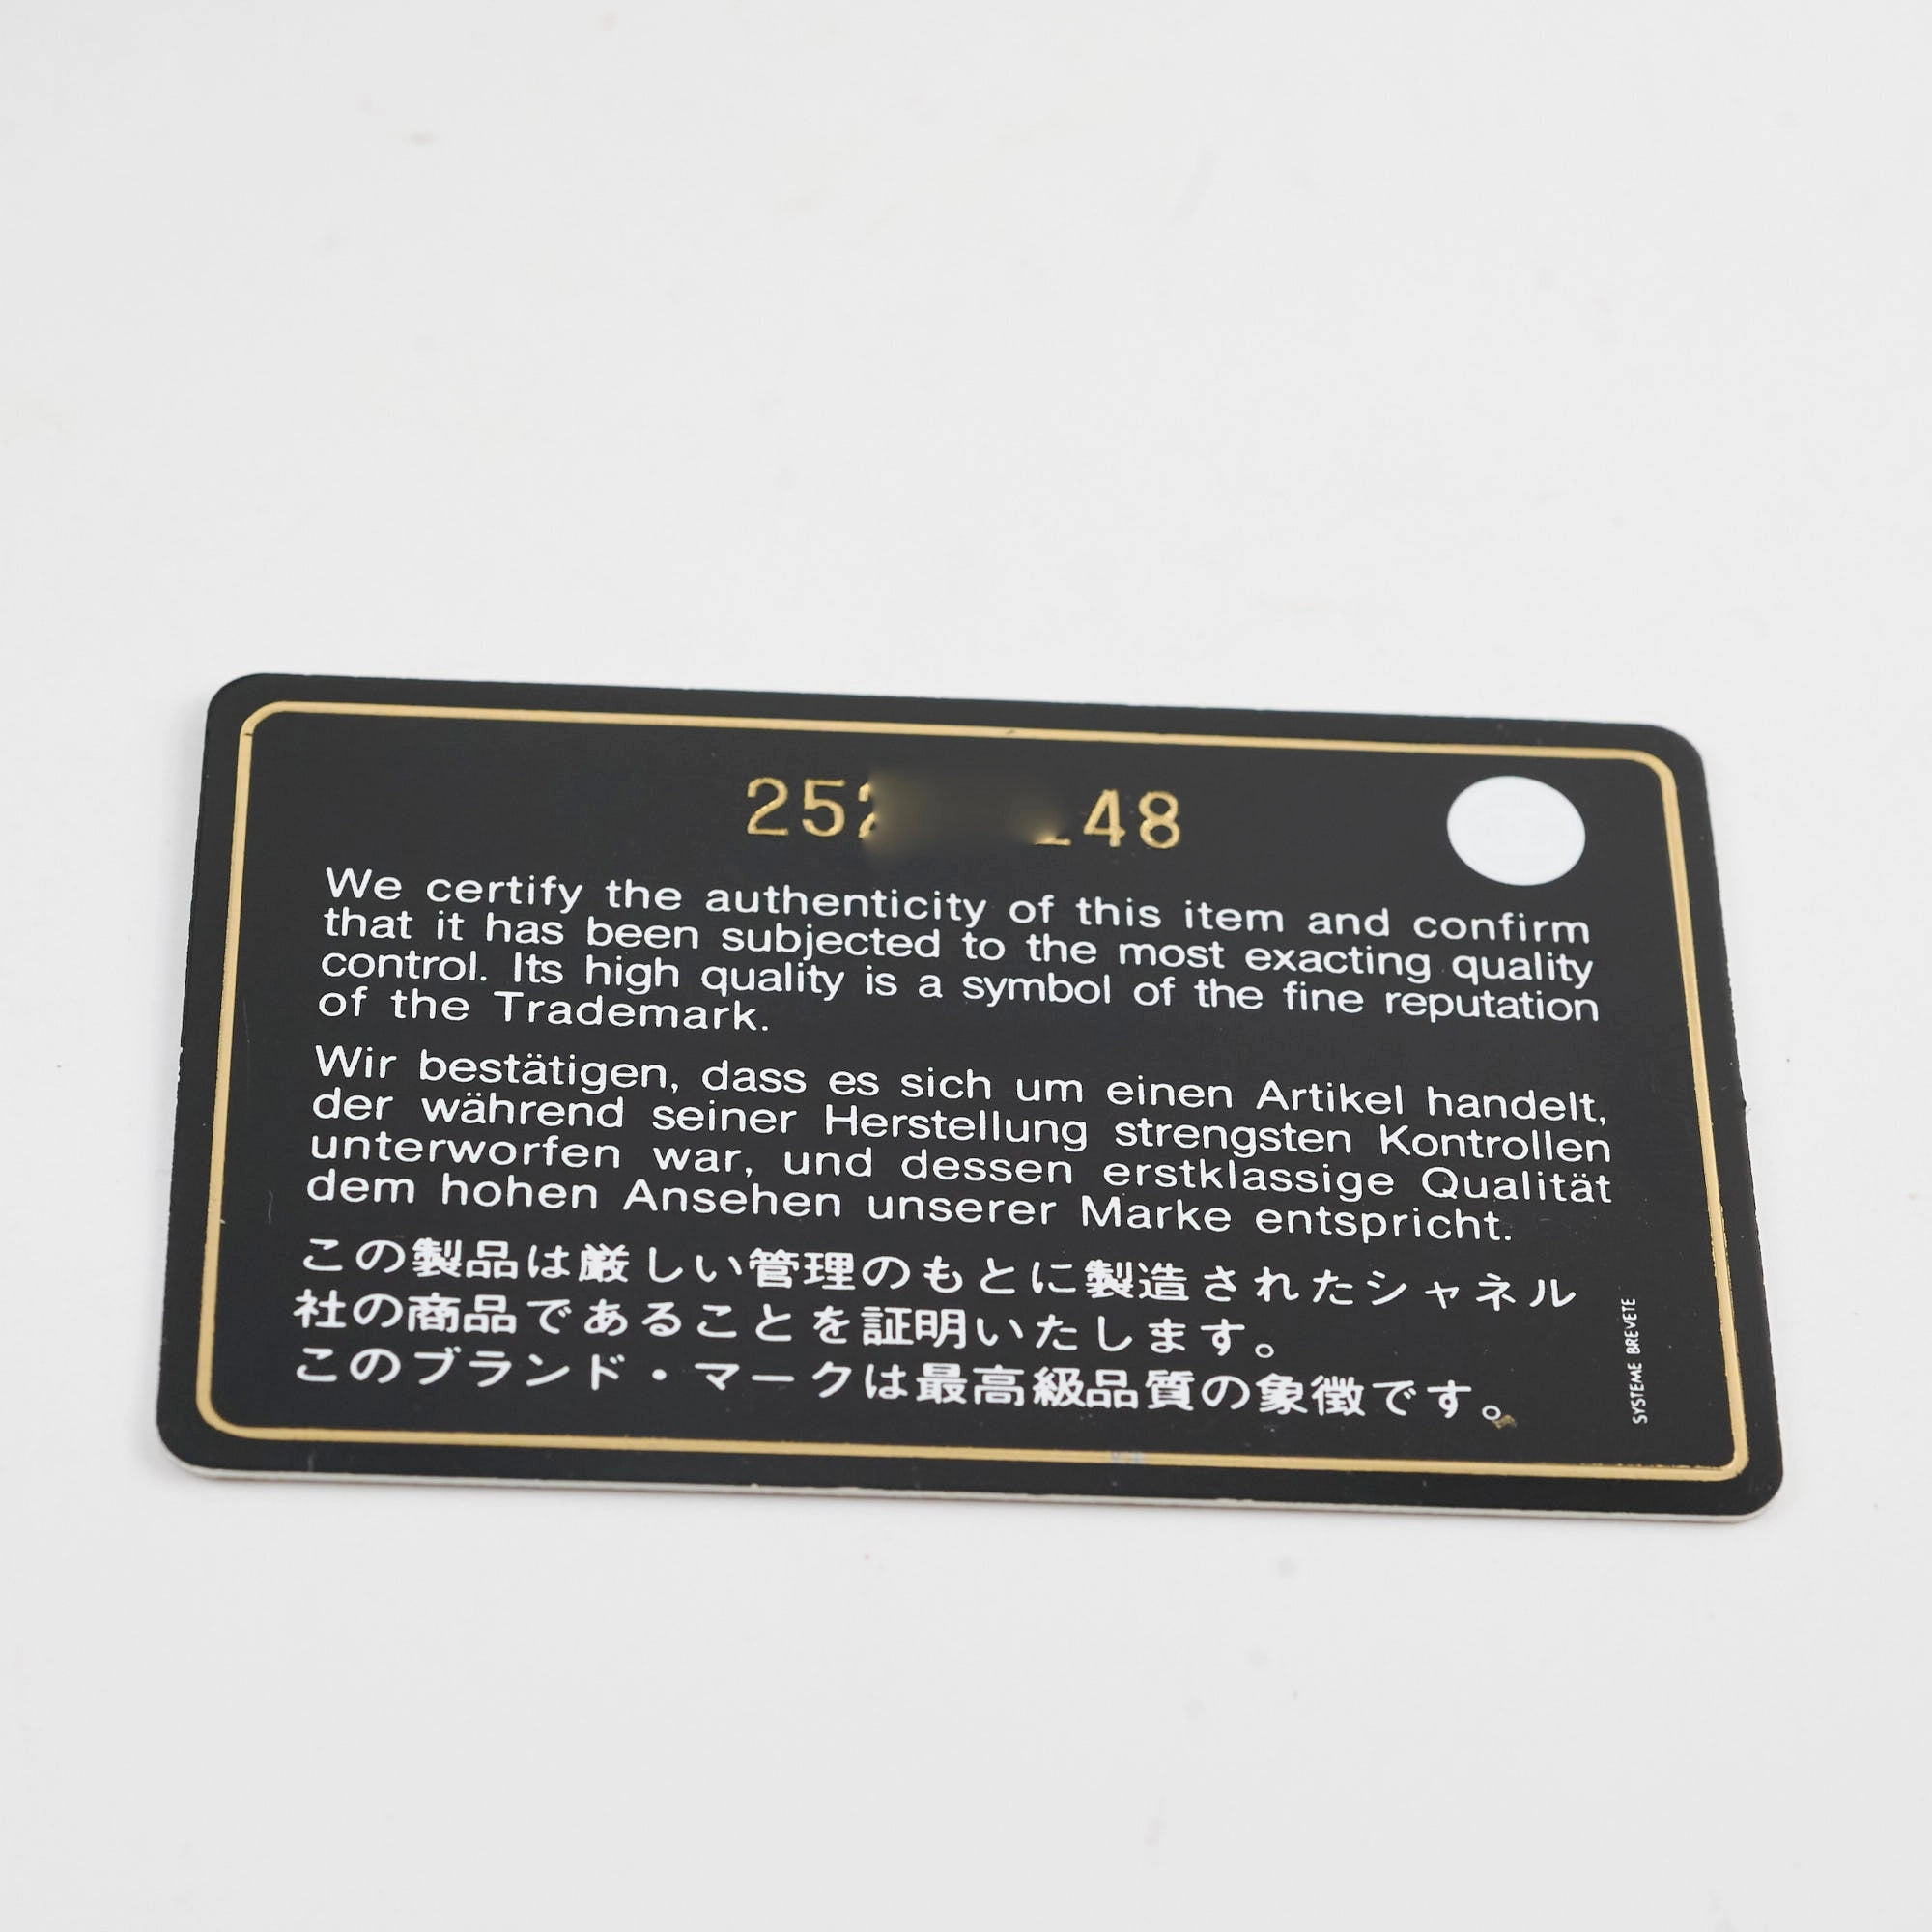 25 48
We certify the authenticity of this item and confirm
that it has been subjected to the most exacting quality
control. Its high quality is a symbol of the fine reputation
of the Trademark.
Wir bestätigen, dass es sich um einen Artikel handelt,
der während seiner Herstellung strengsten Kontrollen
unterworfen war, und dessen erstklassige Qualität
dem hohen Ansehen unserer Marke entspricht.
この製品は厳しい管理のもとに製造されたシャネル
社の商品であることを証明いたします。
このブランド・マークは最高級品質の象徴です。
SYSTEME BREVETE